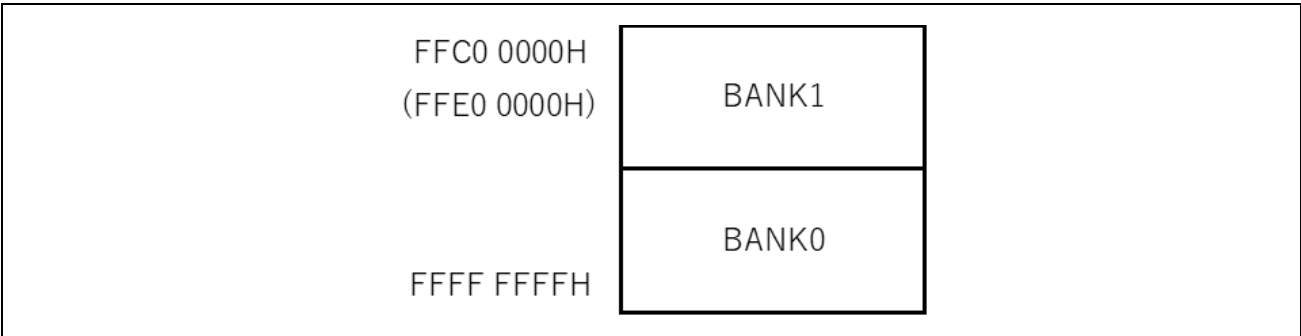 FFC0 0000H
(FFE0 0000H)
BANK1
BANK0
FFFF FFFFH